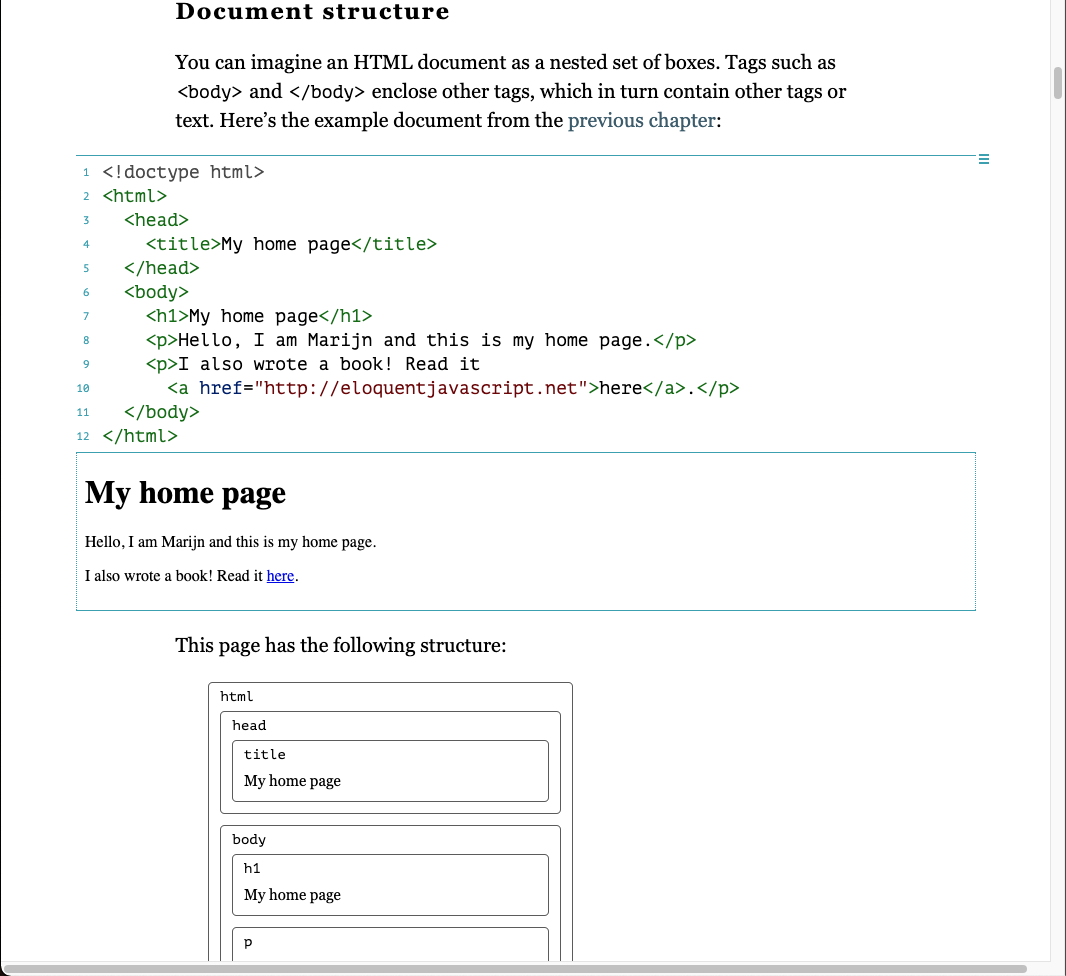 Document structure
You can imagine an HTML document as a nested set of boxes. Tags such as
<body> and </body> enclose other tags, which in turn contain other tags or
text. Here’s the example document from the previous chapter:
1 <!doctype html>
2 <html>
3   <head>
4     <title>My home page</title>
5   </head>
6   <body>
7     <h1>My home page</h1>
8     <p>Hello, I am Marijn and this is my home page.</p>
9     <p>I also wrote a book! Read it
10       <a href="http://eloquentjavascript.net">here</a>.</p>
11   </body>
12 </html>
My home page
Hello, I am Marijn and this is my home page.
I also wrote a book! Read it here.
This page has the following structure:
html
head
title
My home page
body
h1
My home page
p